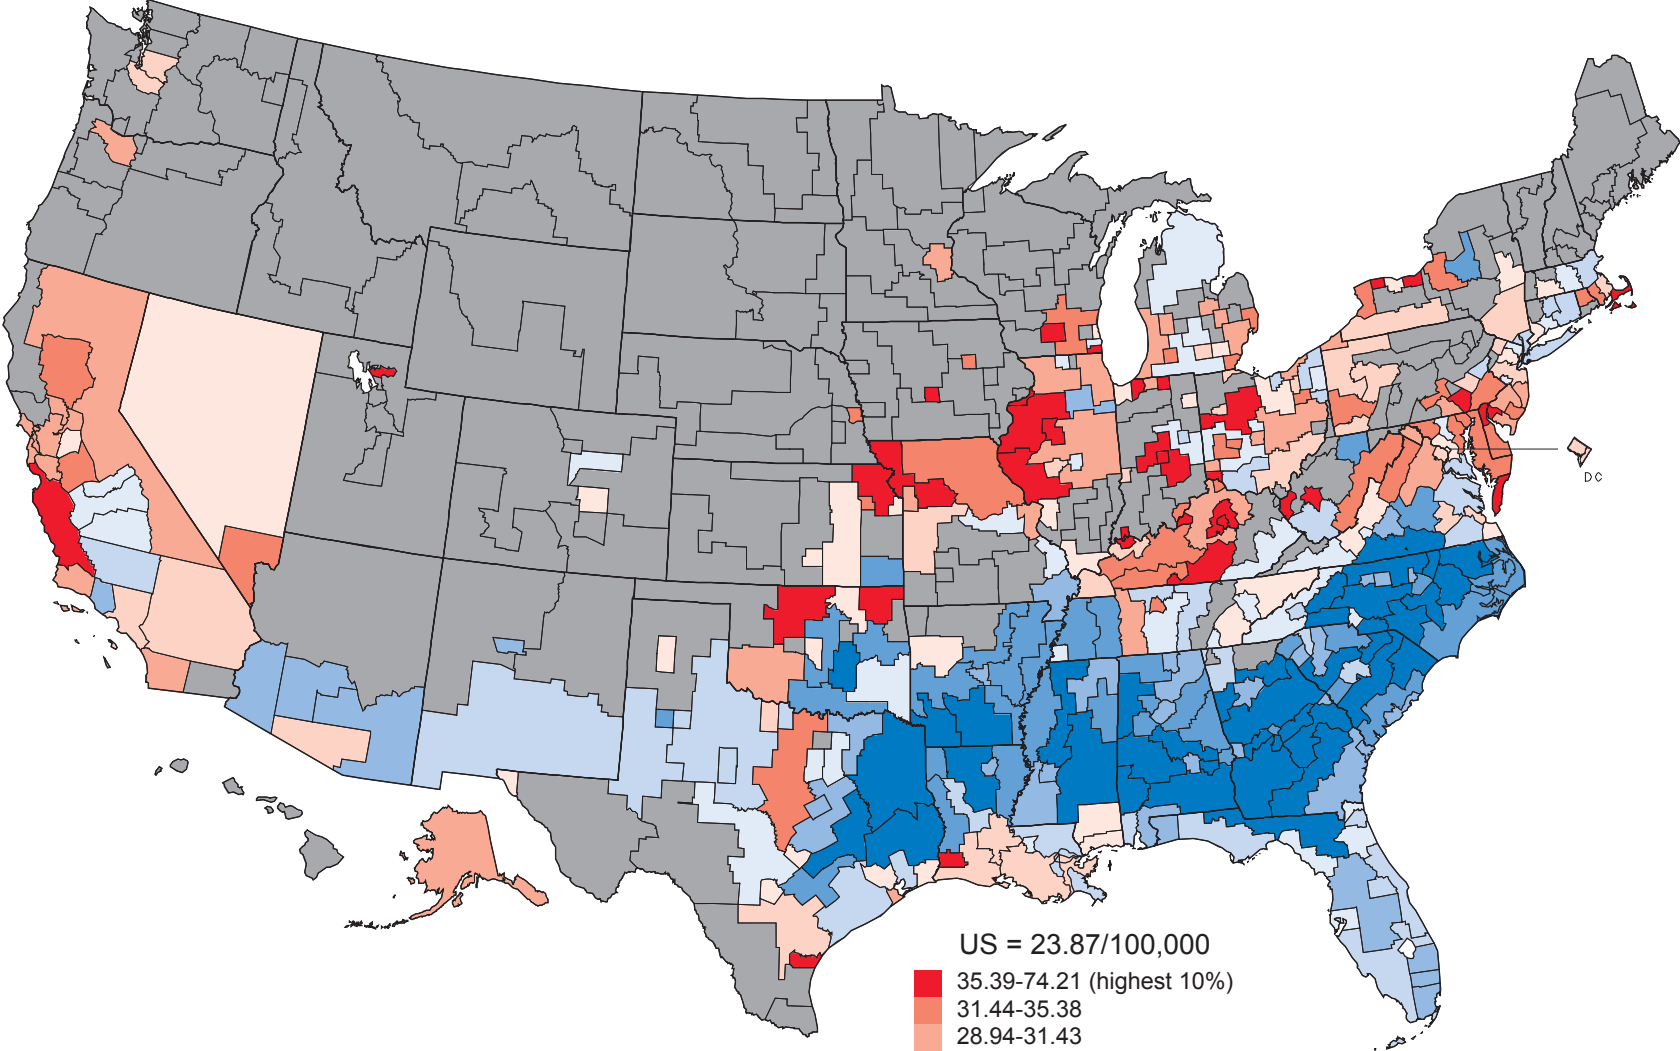 DC
US = 23.87/100,000
35.39-74.21 (highest 10%)
31.44-35.38
28.94-31.43